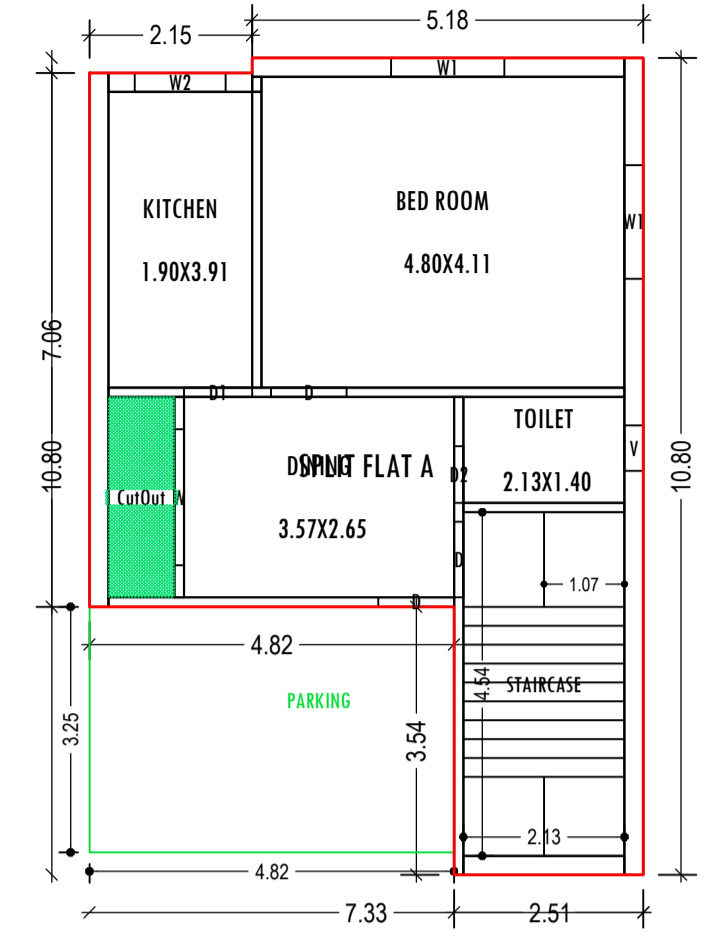 5.18
2.15
W1
W2
KITCHEN
1.90X3.91
BED ROOM
4.80X4.11
W1
7.06
10.80
10.80
D1
D
TOILET
2.13X1.40
V
DINING
SPLIT FLAT A
D2
3.57X2.65
CutOut
W
D
D
1.07
4.82
4.54
STAIRCASE
PARKING
3.25
3.54
2.13
4.82
7.33
2.51